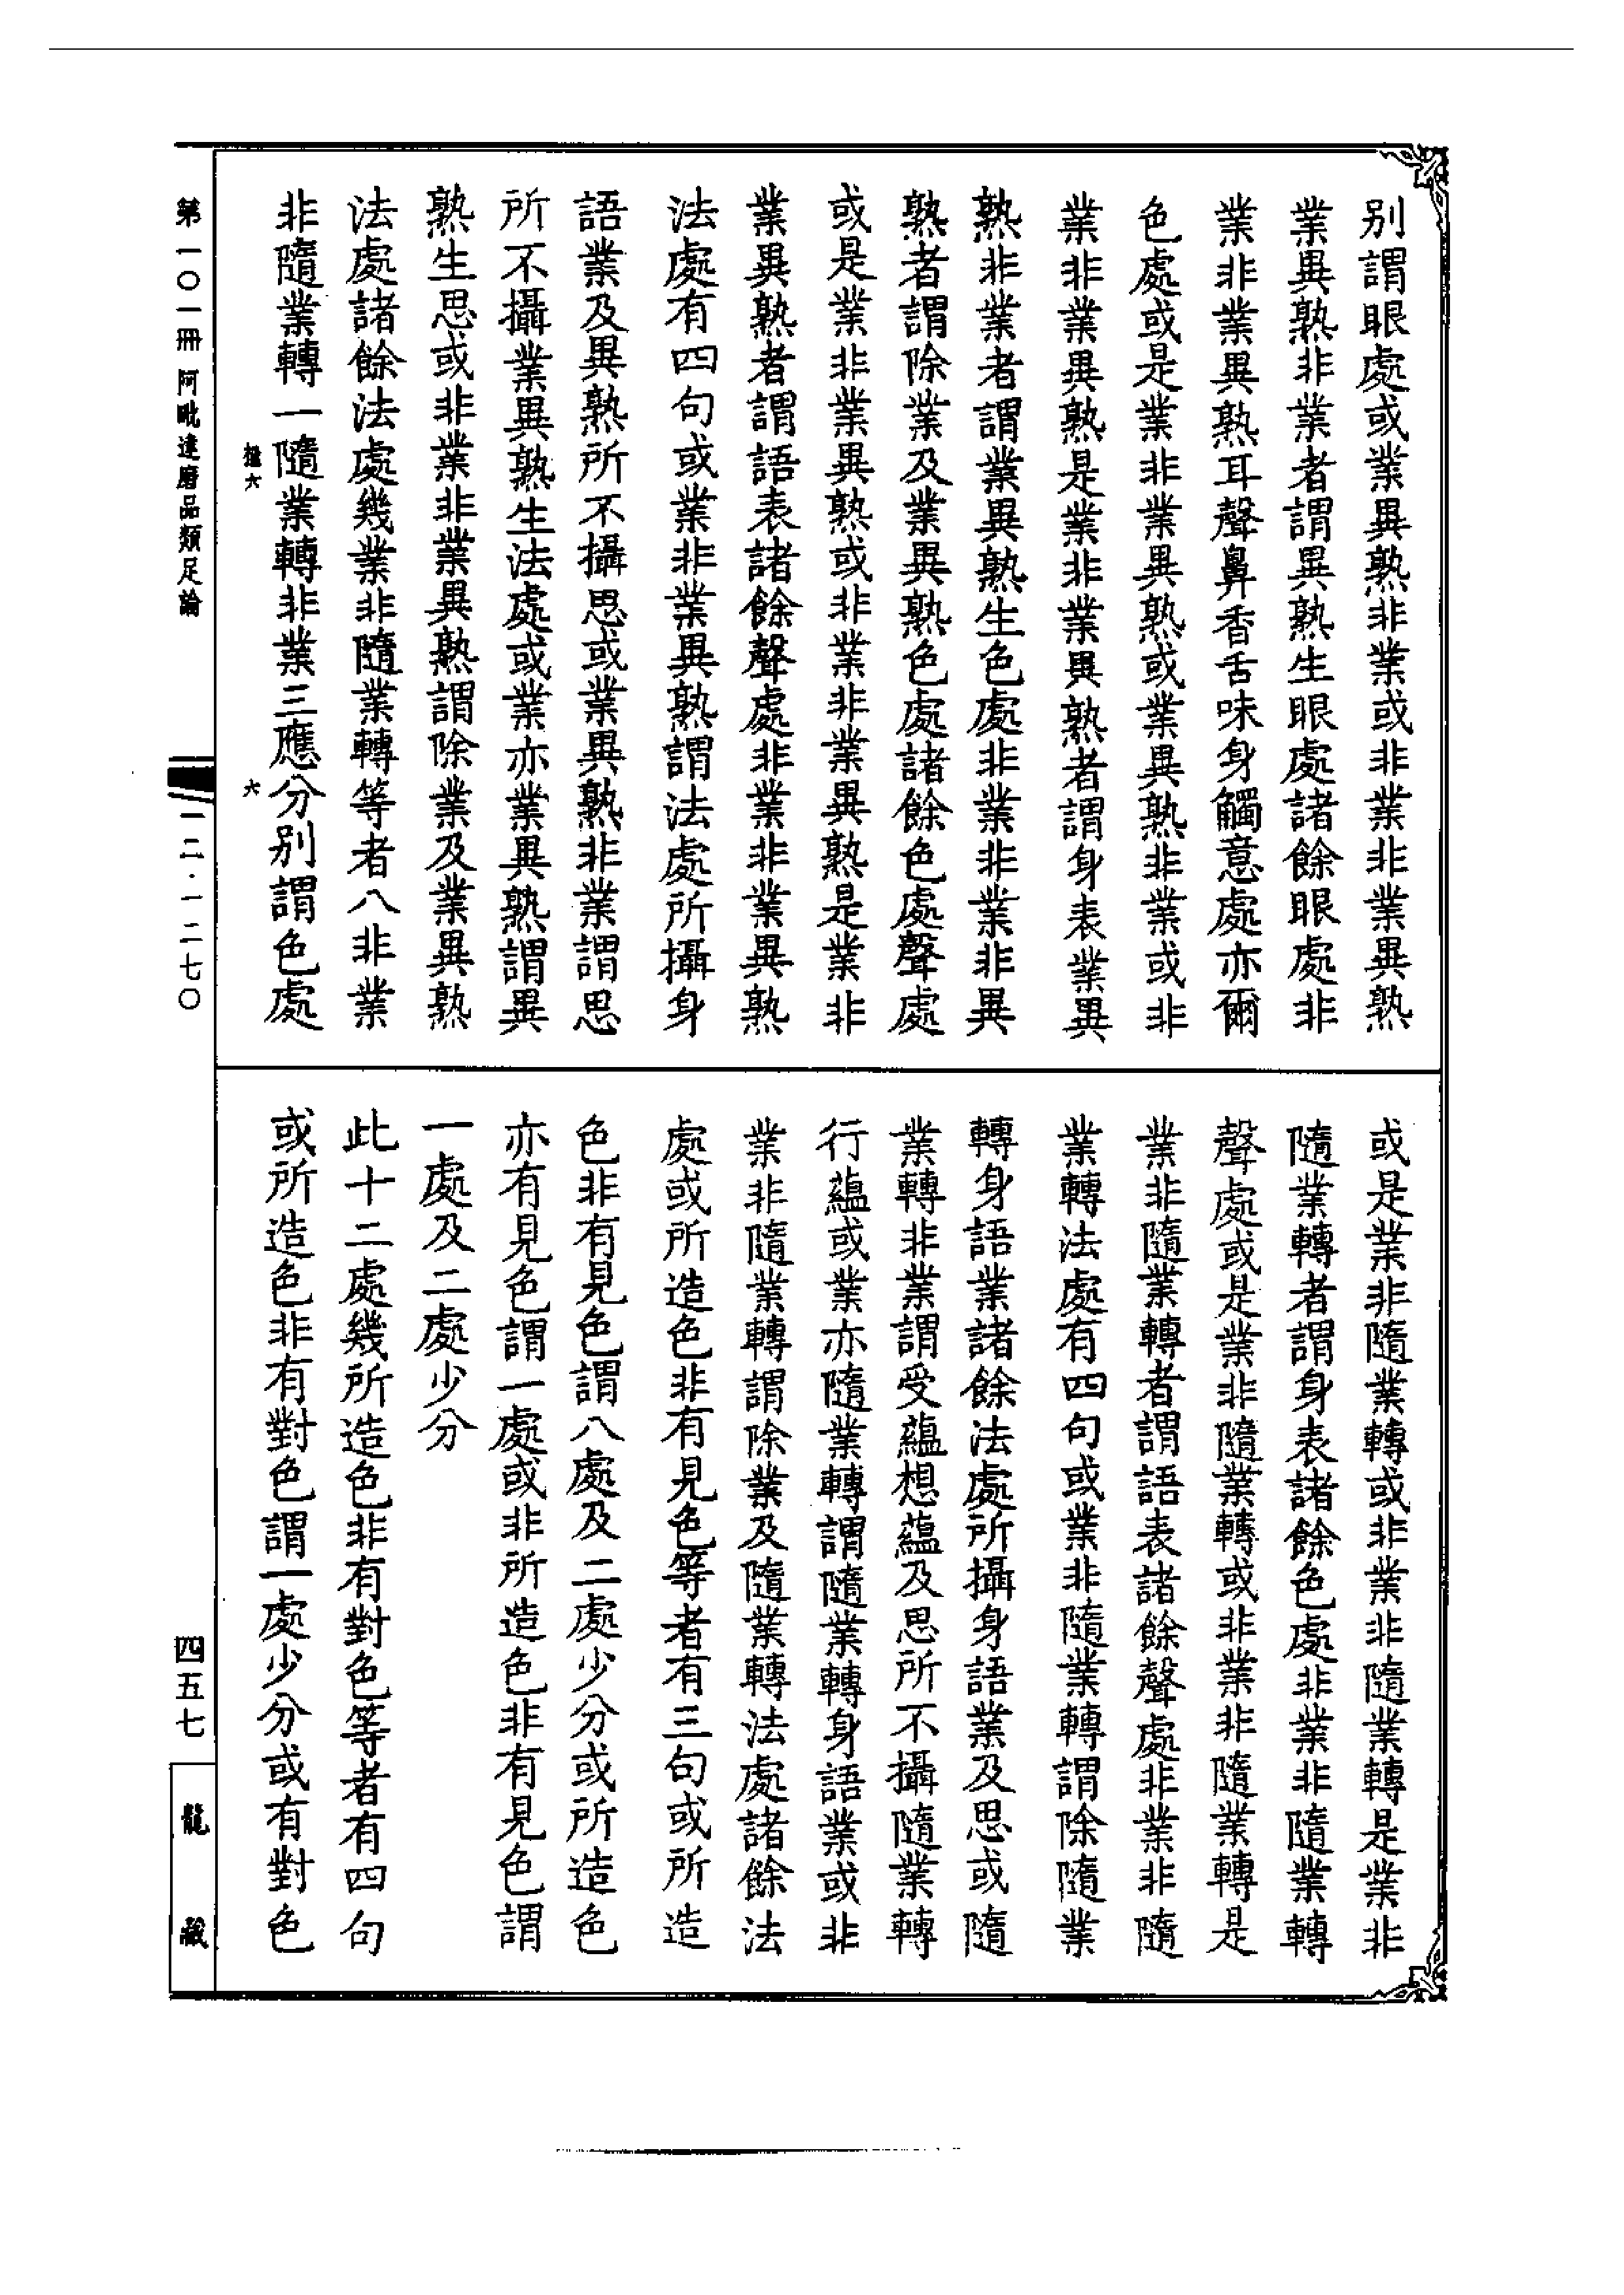 别謂眼處或業異熟非業或非業非業異熟
業異熟非業者謂異熟生眼處諸餘眼處非
業非業異熟耳聲鼻香舌味身觸意處亦爾
色處或是業非業異熟或業異熟非業或非
業非業異熟是業非業異熟者謂身表業異
熟非業者謂業異熟生色處非業非業非異
熟者謂除業及業異熟色處諸餘色處聲處
或是業非業異熟或非業非業異熟是業非
業異熟者謂語表諸餘聲處非業非業異熟
法處有四句或業非業異熟謂法處所攝身
語業及異熟所不攝思或業異熟非業謂思
所不攝業異熟生法處或業亦業異熟謂異
熟生思或非業非業異熟謂除業及業異熟
法處諸餘法處幾業非隨業轉等者八非業
非隨業轉一隨業轉非業三應分别謂色處
或是業非隨業轉或非業非隨業轉是業非
隨業轉者謂身表諸餘色處非業非隨業轉
聲處或是業非隨業轉或非業非隨業轉是
業非隨業轉者謂語表諸餘聲處非業非隨
業轉法處有四句或業非隨業轉謂除隨業
轉身語業諸餘法處所攝身語業及思或隨
業轉非業謂受蘊想蘊及思所不攝隨業轉
行蘊或業亦隨業轉謂隨業轉身語業或非
業非隨業轉謂除業及隨業轉法處諸餘法
處或所造色非有見色等者有三句或所造
色非有見色謂八處及二處少分或所造色
亦有見色謂一處或非所造色非有見色謂
一處及二處少分
此十二處幾所造色非有對色等者有四句
或所造色非有對色謂一處少分或有對色
第一〇一冊 阿毗達磨品類足論
六
一二·一二七〇
四五七
龍藏